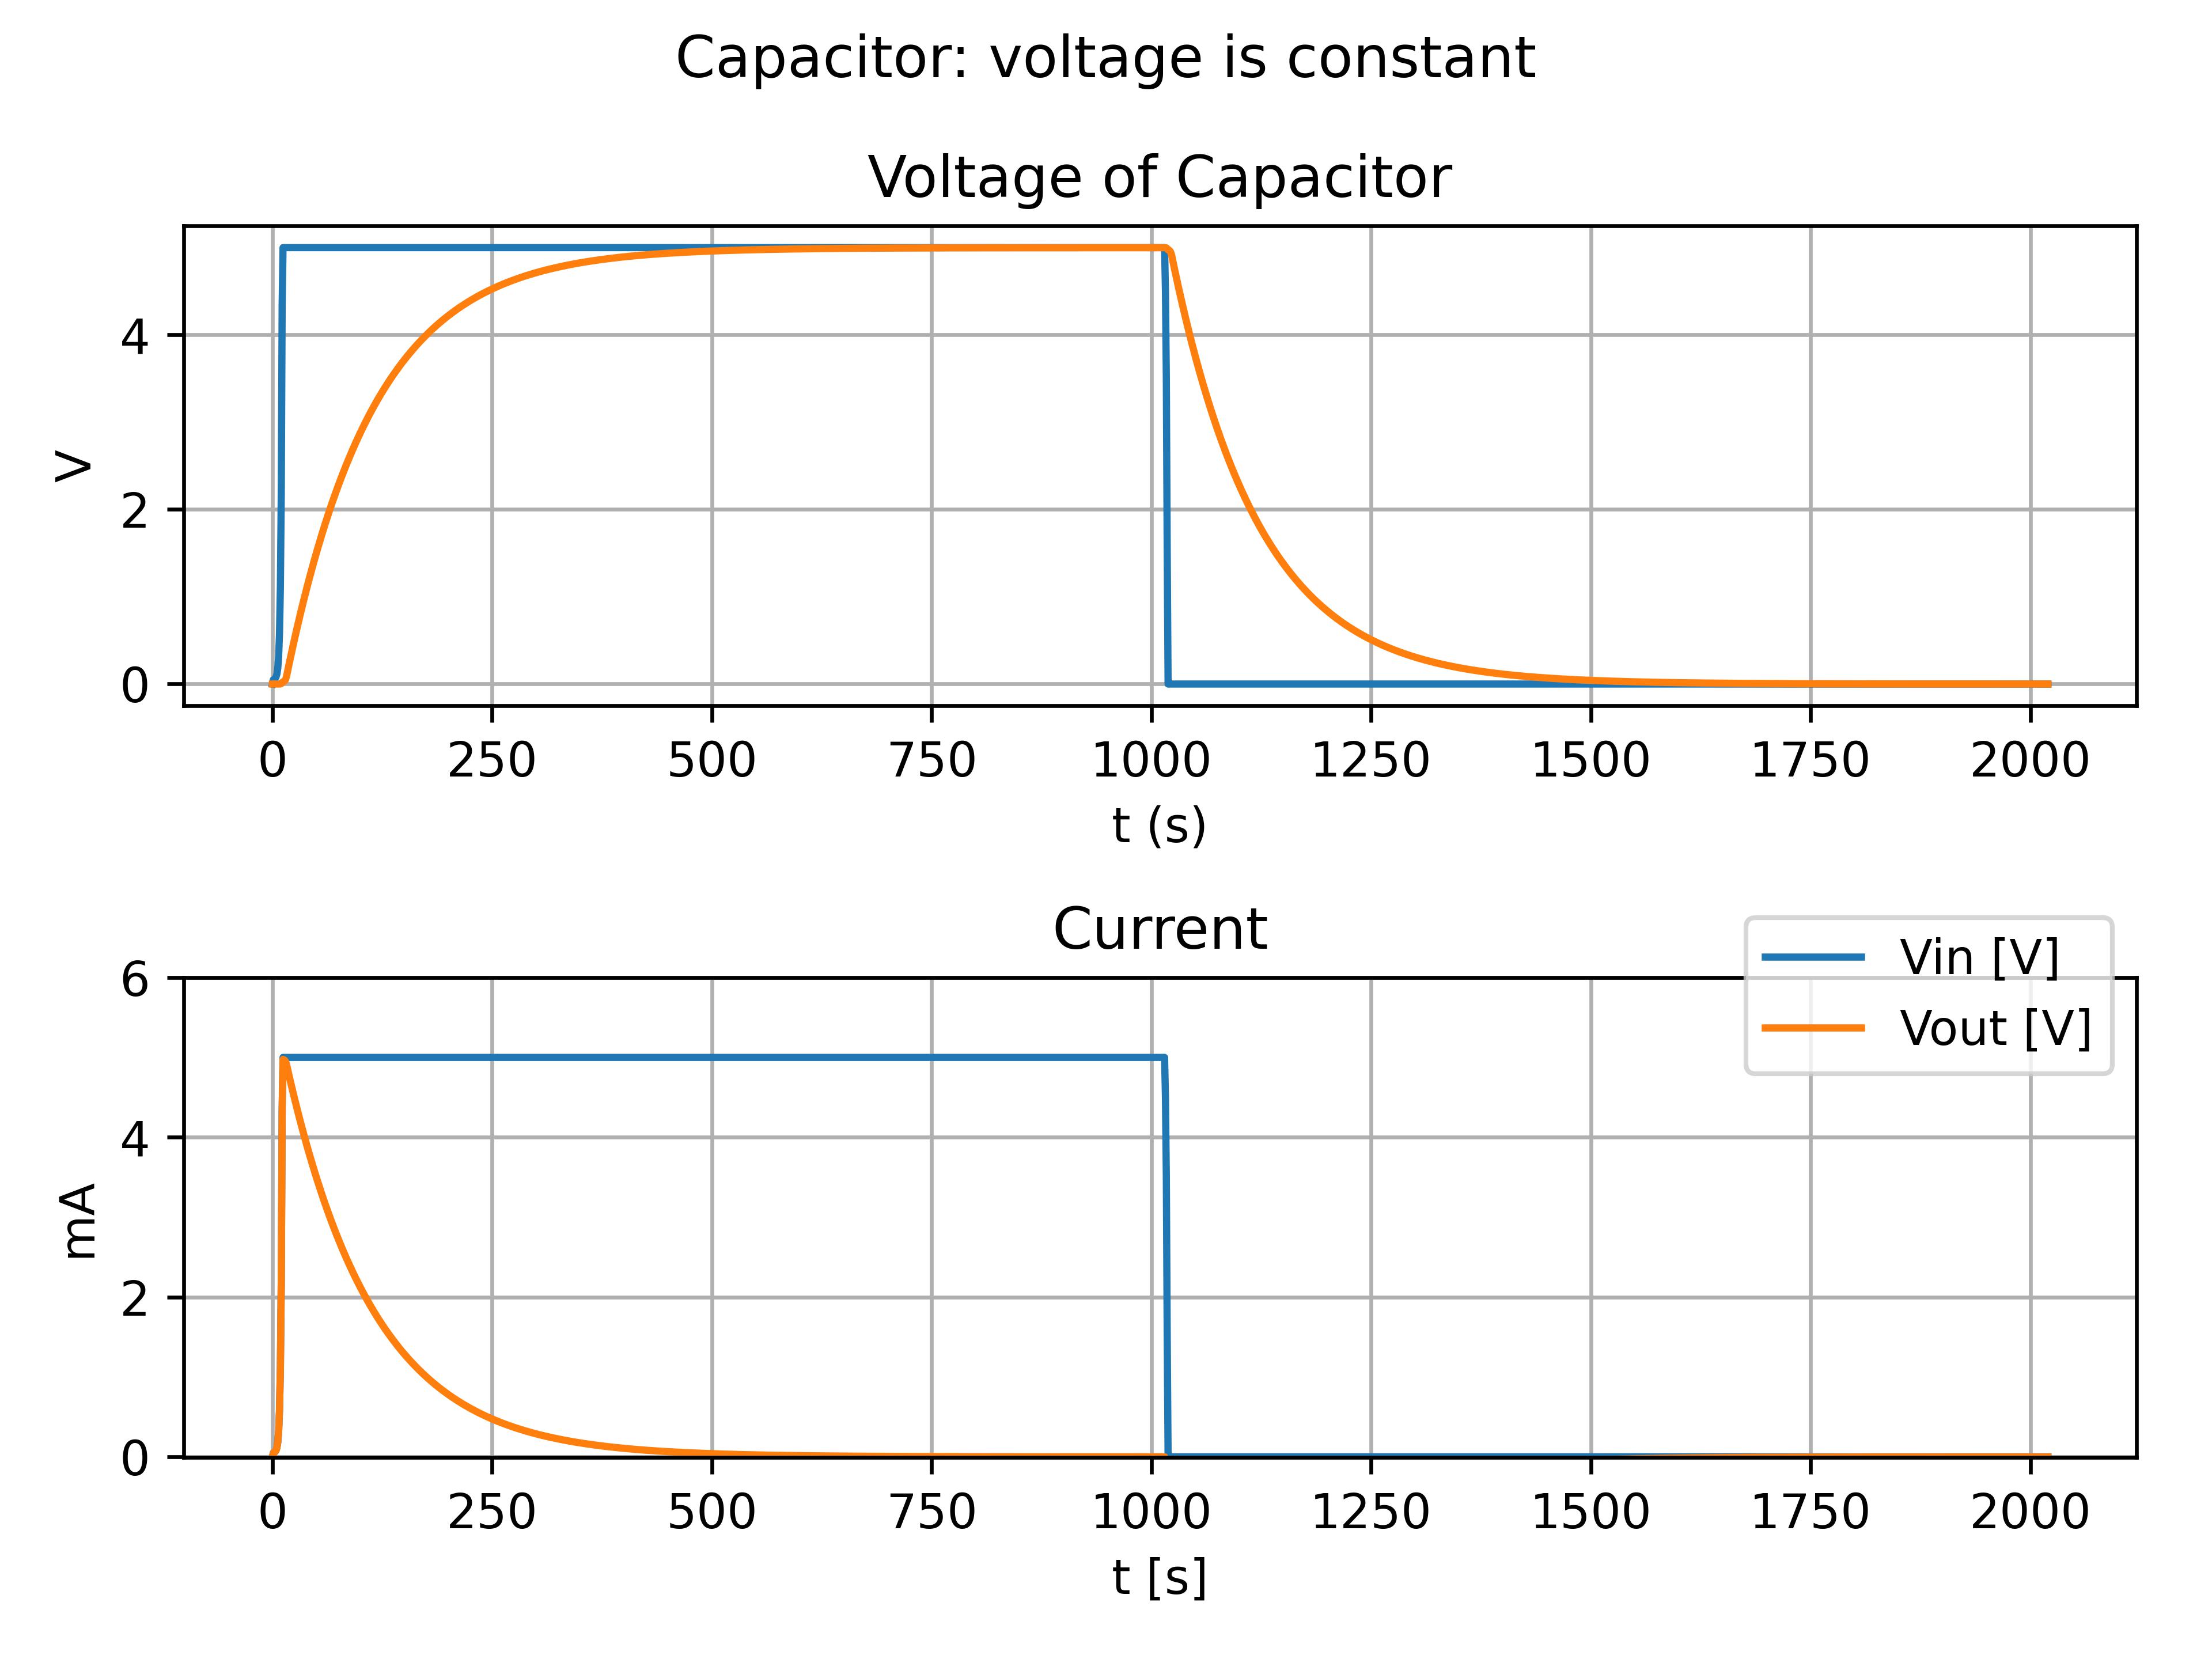 Capacitor: voltage is constant
Voltage of Capacitor
V
4
2
0
0 250 500 750 1000 1250 1500 1750 2000
t (s)
Current
Vin [V]
Vout [V]
mA
6
4
2
0
0 250 500 750 1000 1250 1500 1750 2000
t [s]